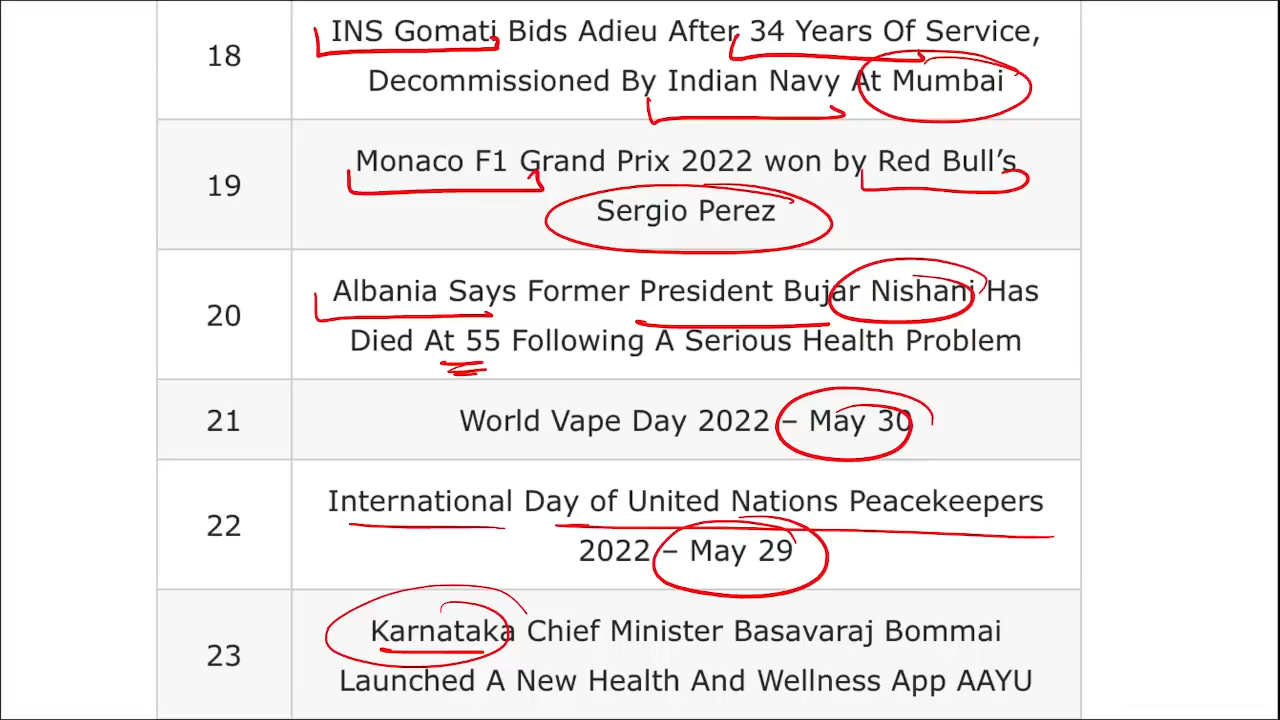 18
INS Gomati Bids Adieu After 34 Years Of Service,
Decommissioned By Indian Navy At Mumbai
19
Monaco F1 Grand Prix 2022 won by Red Bull’s
Sergio Perez
20
Albania Says Former President Bujar Nishani Has
Died At 55 Following A Serious Health Problem
21
World Vape Day 2022 – May 30
22
International Day of United Nations Peacekeepers
2022 – May 29
23
Karnataka Chief Minister Basavaraj Bommai
Launched A New Health And Wellness App AAYU